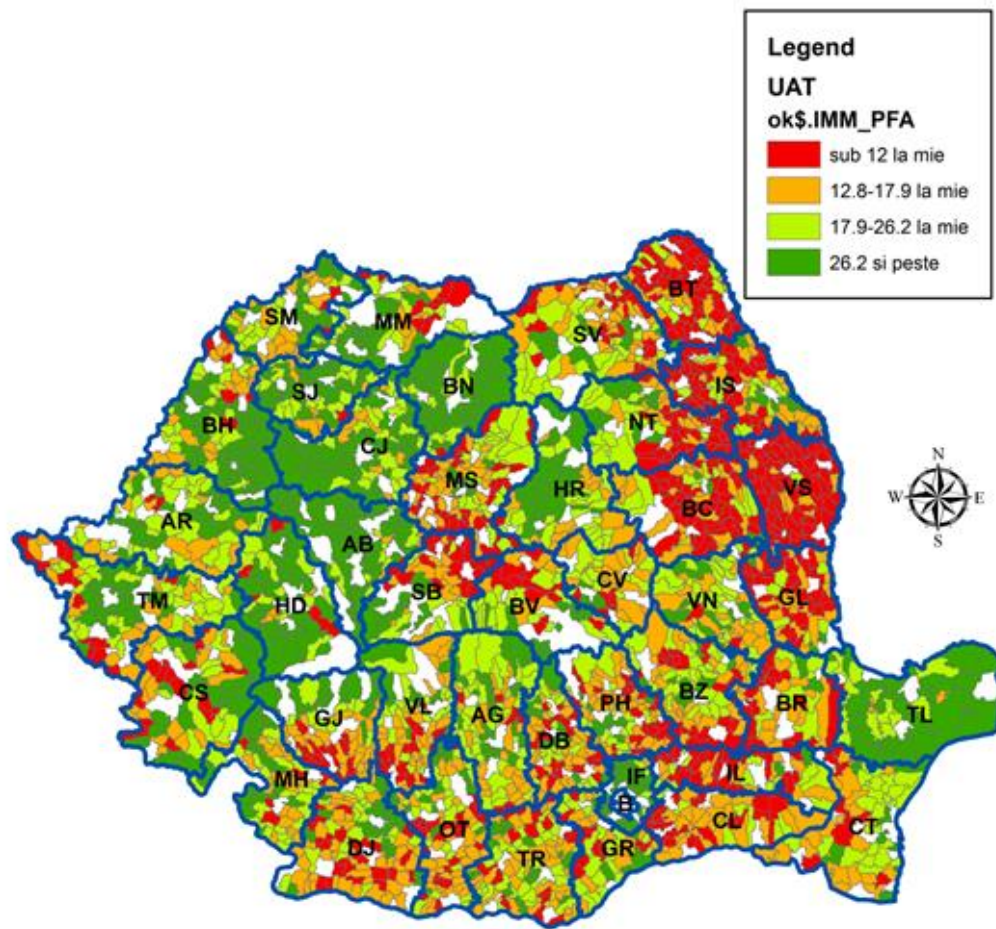 Legend
UAT
ok$.IMM_PFA
sub 12 la mie
12.8-17.9 la mie
17.9-26.2 la mie
26.2 si peste
BT
SM
MM
SV
IS
BN
SJ
BH
CJ
NT
MS
HR
BC
VS
N
W
E
S
AR
AB
TM
HD
SB
BV
CV
VN
GL
CS
GJ
VL
AG
PH
BZ
BR
TL
DB
MH
IF
IL
B
OT
DJ
TR
GR
CL
CT